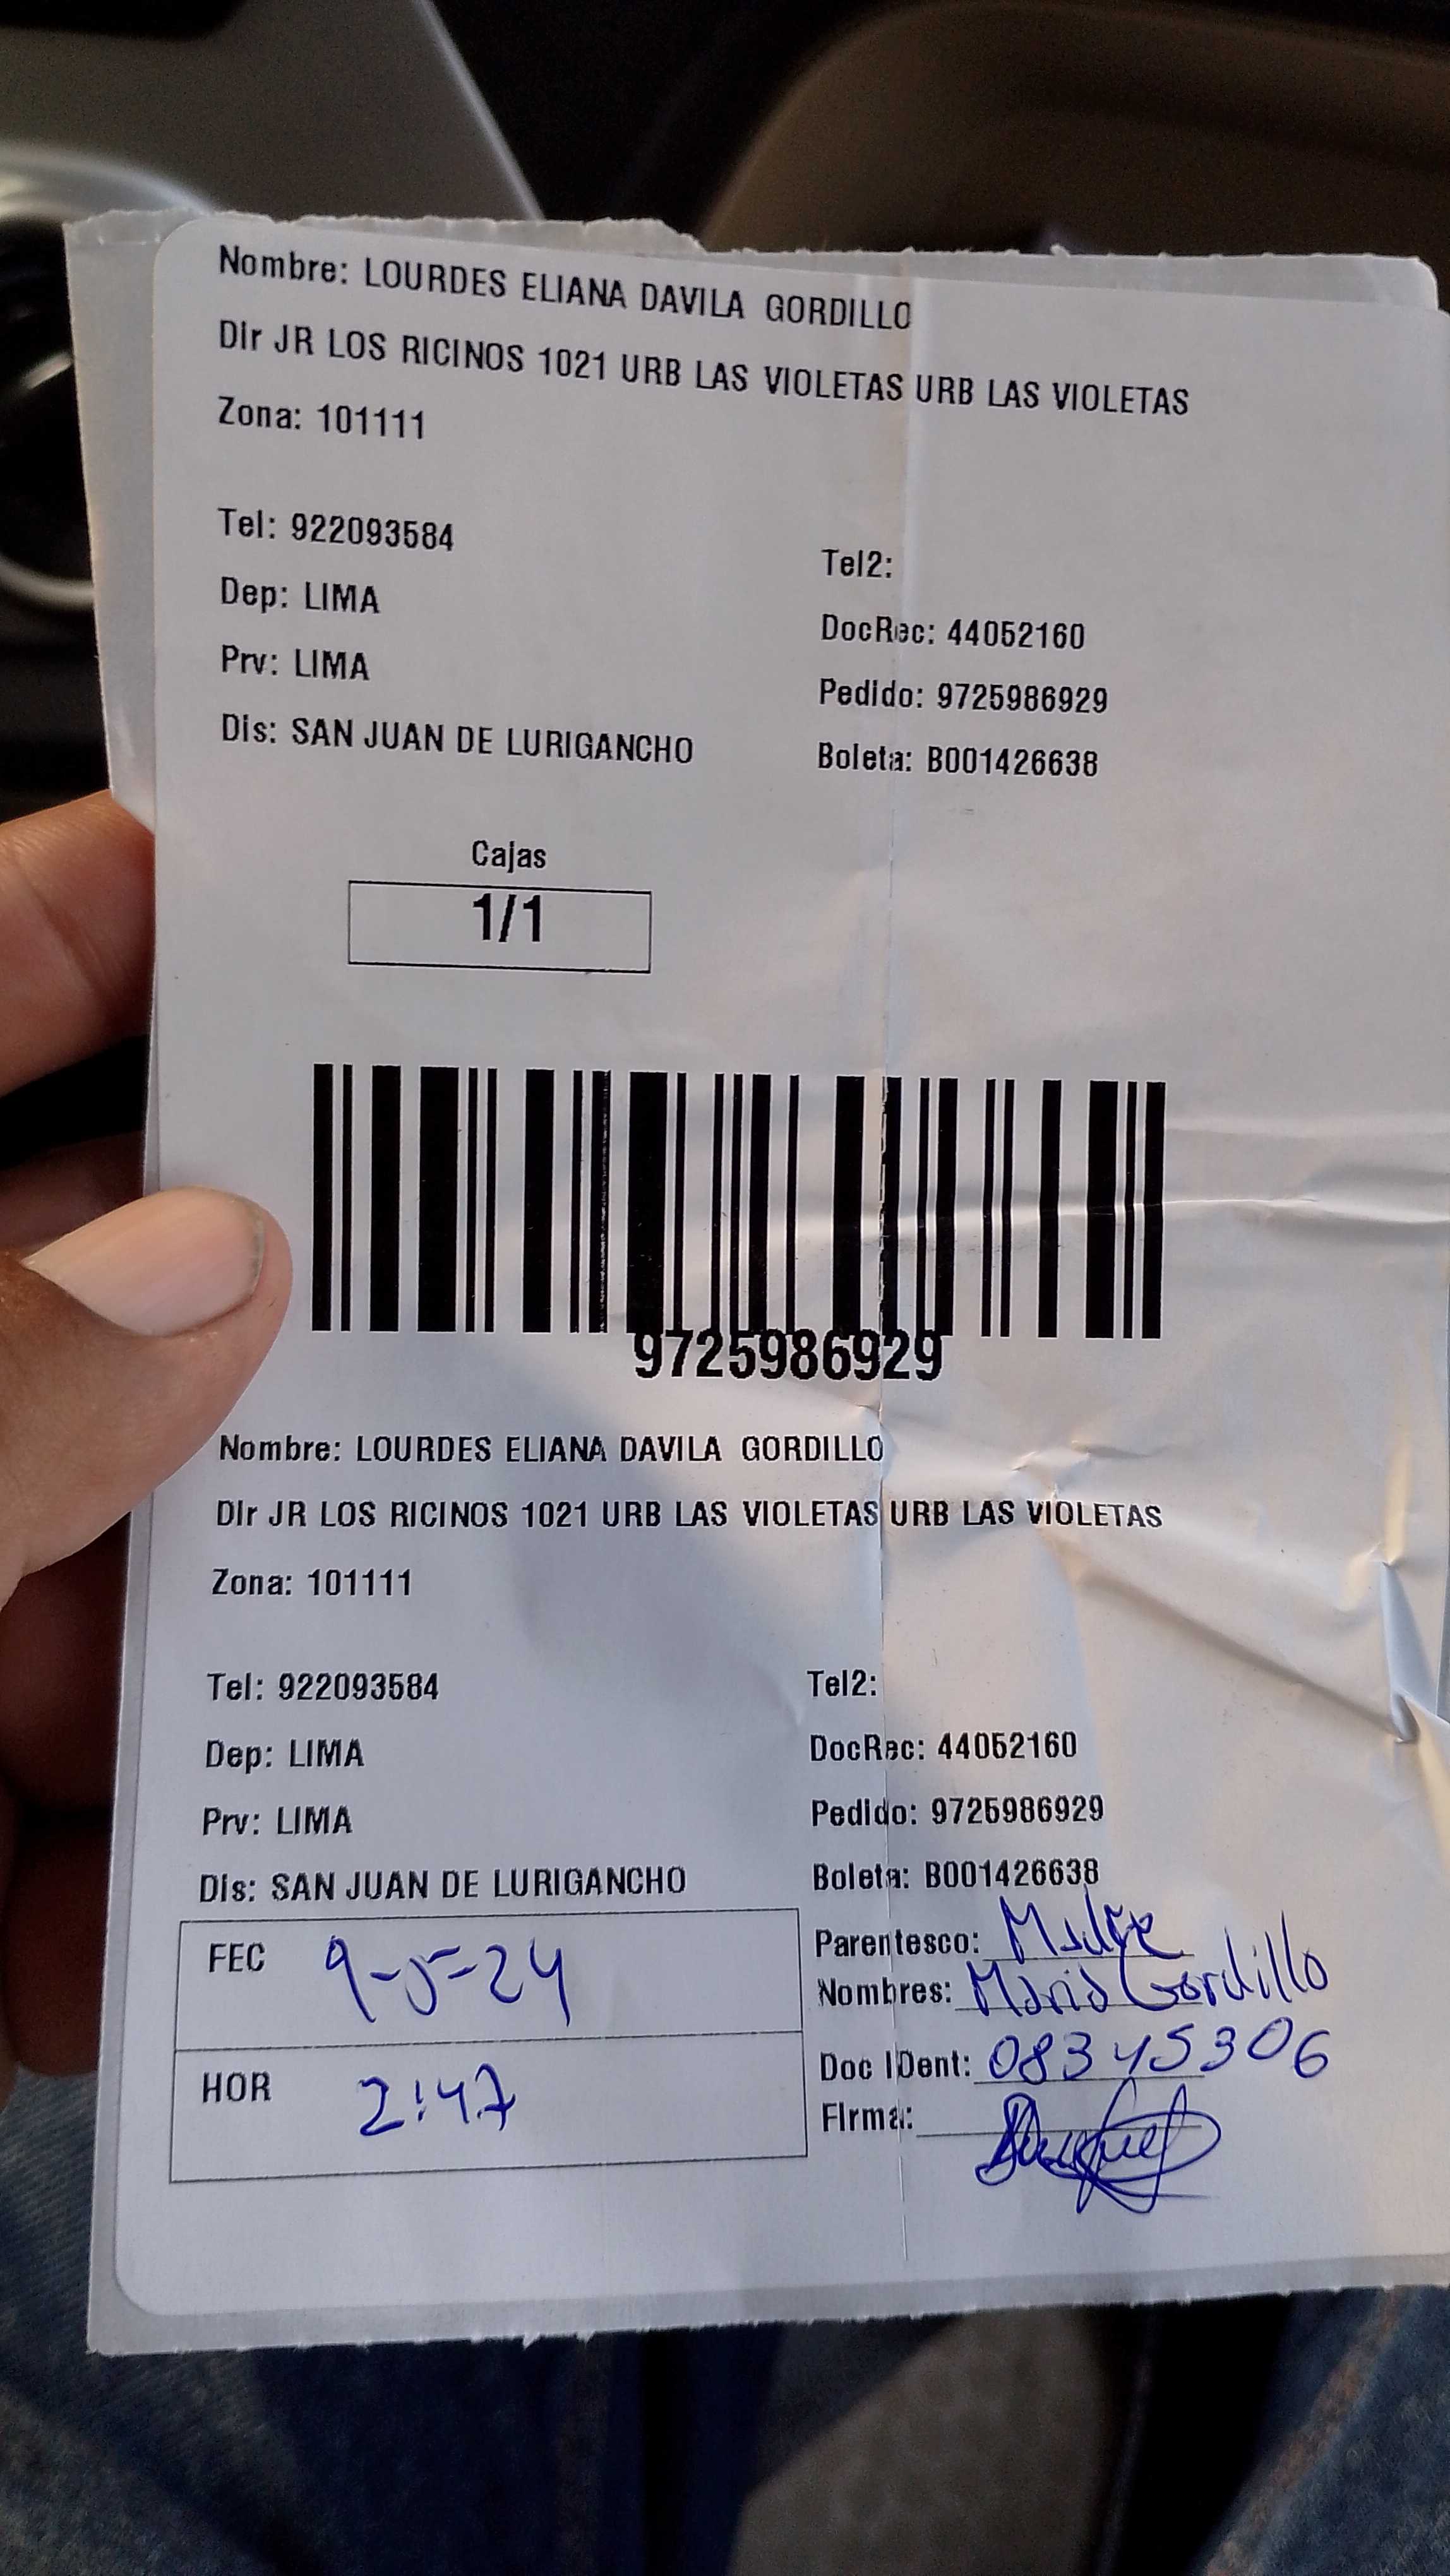 Nombre: LOURDES ELIANA DAVILA GORDILLO
Dir JR LOS RICINOS 1021 URB LAS VIOLETAS URB LAS VIOLETAS
Zona: 101111
Tel: 922093584
Tel2:
Dep: LIMA
DocRec: 44052160
Prv: LIMA
Pedido: 9725986929
Dis: SAN JUAN DE LURIGANCHO
Boleta: B001426638
Cajas
1/1
9725986929
Nombre: LOURDES ELIANA DAVILA GORDILLO
Dir JR LOS RICINOS 1021 URB LAS VIOLETAS URB LAS VIOLETAS
Zona: 101111
Tel: 922093584
Tel2:
Dep: LIMA
DocRec: 44052160
Prv: LIMA
Pedido: 9725986929
Dis: SAN JUAN DE LURIGANCHO
Boleta: B001426638
FEC 9-5-24
Parentesco: Madre
Nombres: Maria Gordillo
HOR 2:47
Doc IDent: 08345306
Firma: